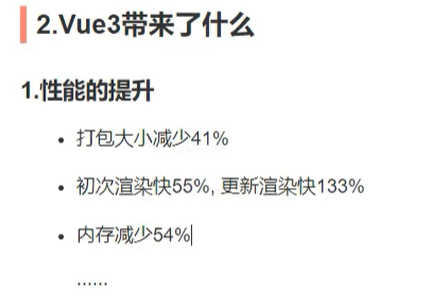 2.Vue3带来了什么
1.性能的提升
打包大小减少41%
初次渲染快55%, 更新渲染快133%
内存减少54%
......